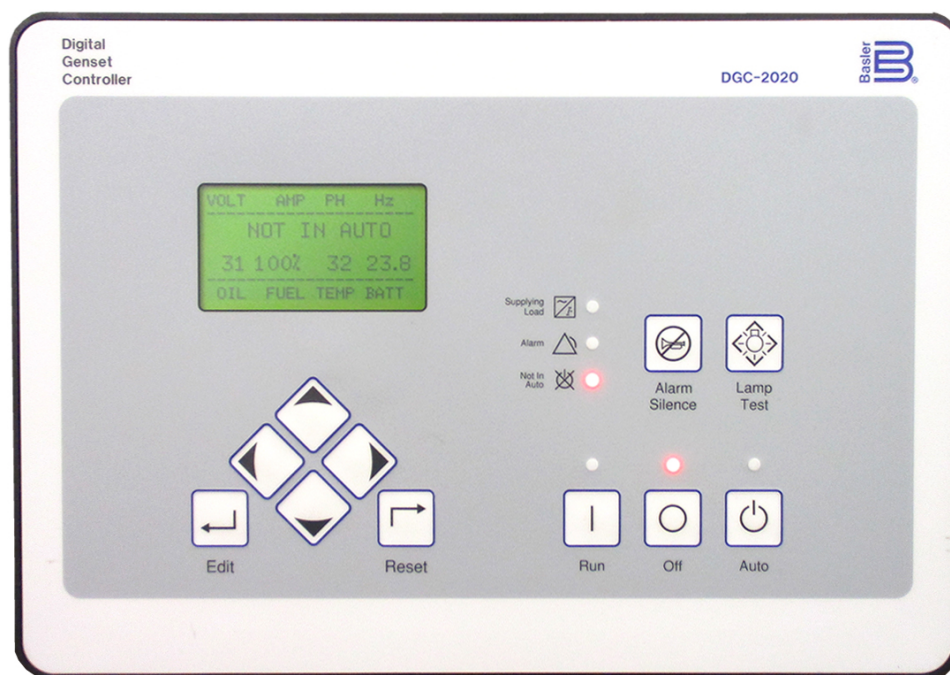 Digital
Genset
Controller
DGC-2020
Basler
VOLT AMP PH Hz
NOT IN AUTO
31 100% 32 23.8
OIL FUEL TEMP BATT
Supplying
Load
Alarm
Not In
Auto
Alarm
Silence
Lamp
Test
Edit
Reset
Run
Off
Auto